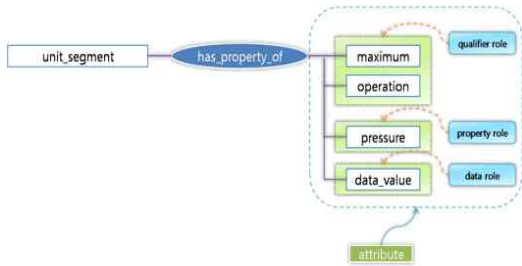 unit_segment
has_property_of
maximum
qualifier role
operation
pressure
property role
data_value
data role
attribute